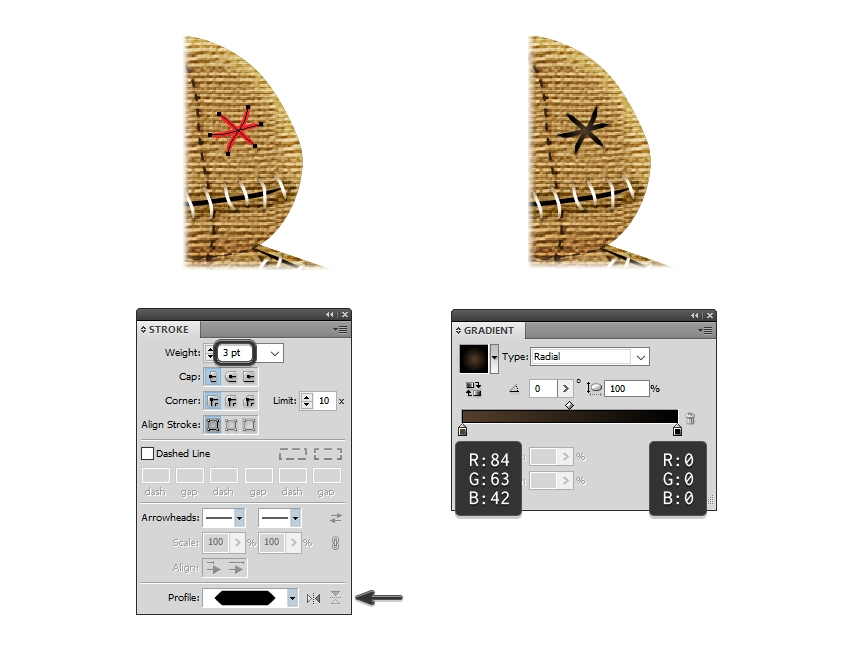 STROKE
Weight: 3 pt
Cap:
Corner: Limit: 10 x
Align Stroke:
Dashed Line
dash gap dash gap dash gap
Arrowheads:
Scale: 100 % 100 %
Align:
Profile:
GRADIENT
Type: Radial
0 ° 100 %
R:84
G:63
B:42
%
%
R:0
G:0
B:0